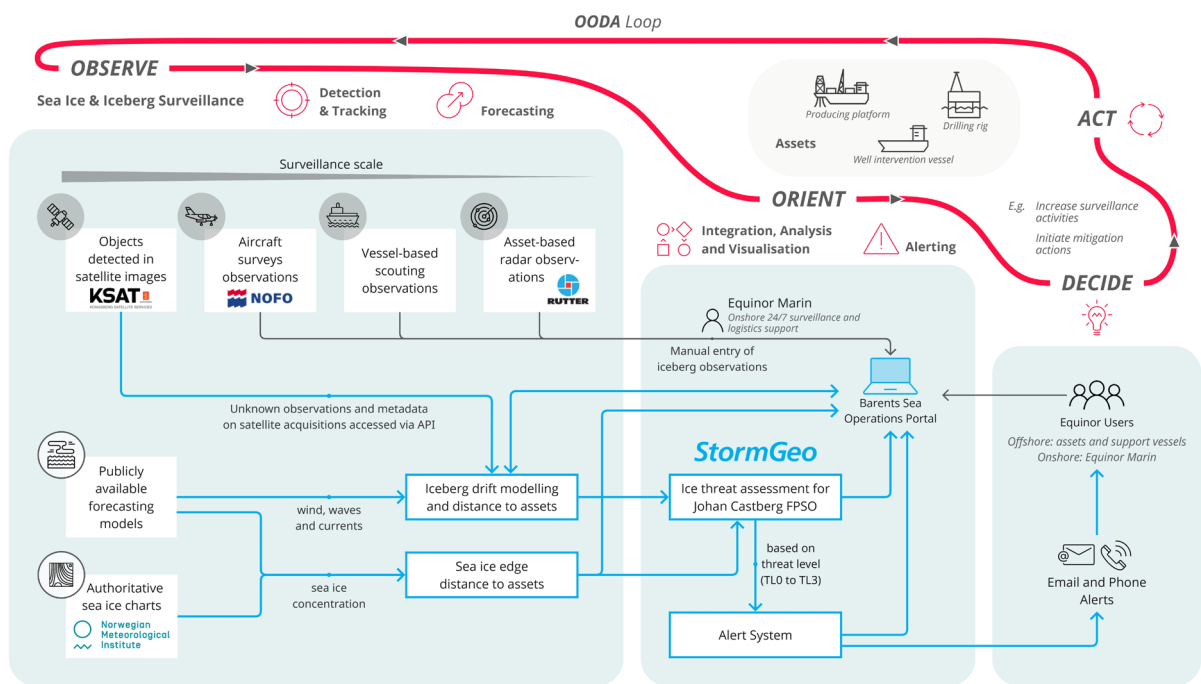 OODA Loop
OBSERVE
Sea Ice & Iceberg Surveillance
Detection
& Tracking
Forecasting
Producing platform
Drilling rig
Assets
Well intervention vessel
ACT
ORIENT
Integration, Analysis
and Visualisation
Alerting
E.g. Increase surveillance
activities
Initiate mitigation
actions
DECIDE
Surveillance scale
Objects
detected in
satellite images
KSAT
KONGSBERG SATELLITE SERVICES
Aircraft
surveys
observations
NOFO
Vessel-based
scouting
observations
Asset-based
radar observ-
ations
RUTTER
Equinor Marin
Onshore 24/7 surveillance and
logistics support
Manual entry of
iceberg observations
Barents Sea
Operations Portal
Unknown observations and metadata
on satellite acquisitions accessed via API
Publicly
available
forecasting
models
wind, waves
and currents
Iceberg drift modelling
and distance to assets
StormGeo
Ice threat assessment for
Johan Castberg FPSO
Authoritative
sea ice charts
Norwegian
Meteorological
Institute
sea ice
concentration
Sea ice edge
distance to assets
based on
threat level
(TL0 to TL3)
Alert System
Equinor Users
Offshore: assets and support vessels
Onshore: Equinor Marin
@
Email and Phone
Alerts